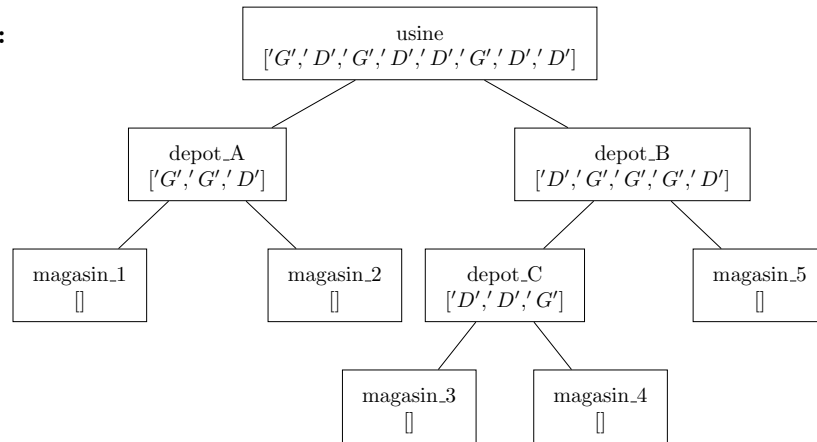 :
usine
['G','D','G','D','D','G','D','D']
depot_A
['G','G','D']
depot_B
['D','G','G','G','D']
magasin_1
[]
magasin_2
[]
depot_C
['D','D','G']
magasin_5
[]
magasin_3
[]
magasin_4
[]